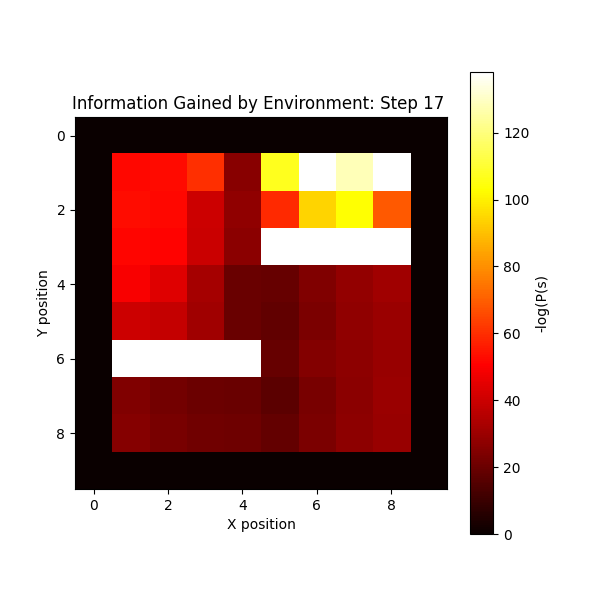 Information Gained by Environment: Step 17
0
2
4
6
8
Y position
0 2 4 6 8
X position
120
100
80
60
40
20
0
-log(P(s)